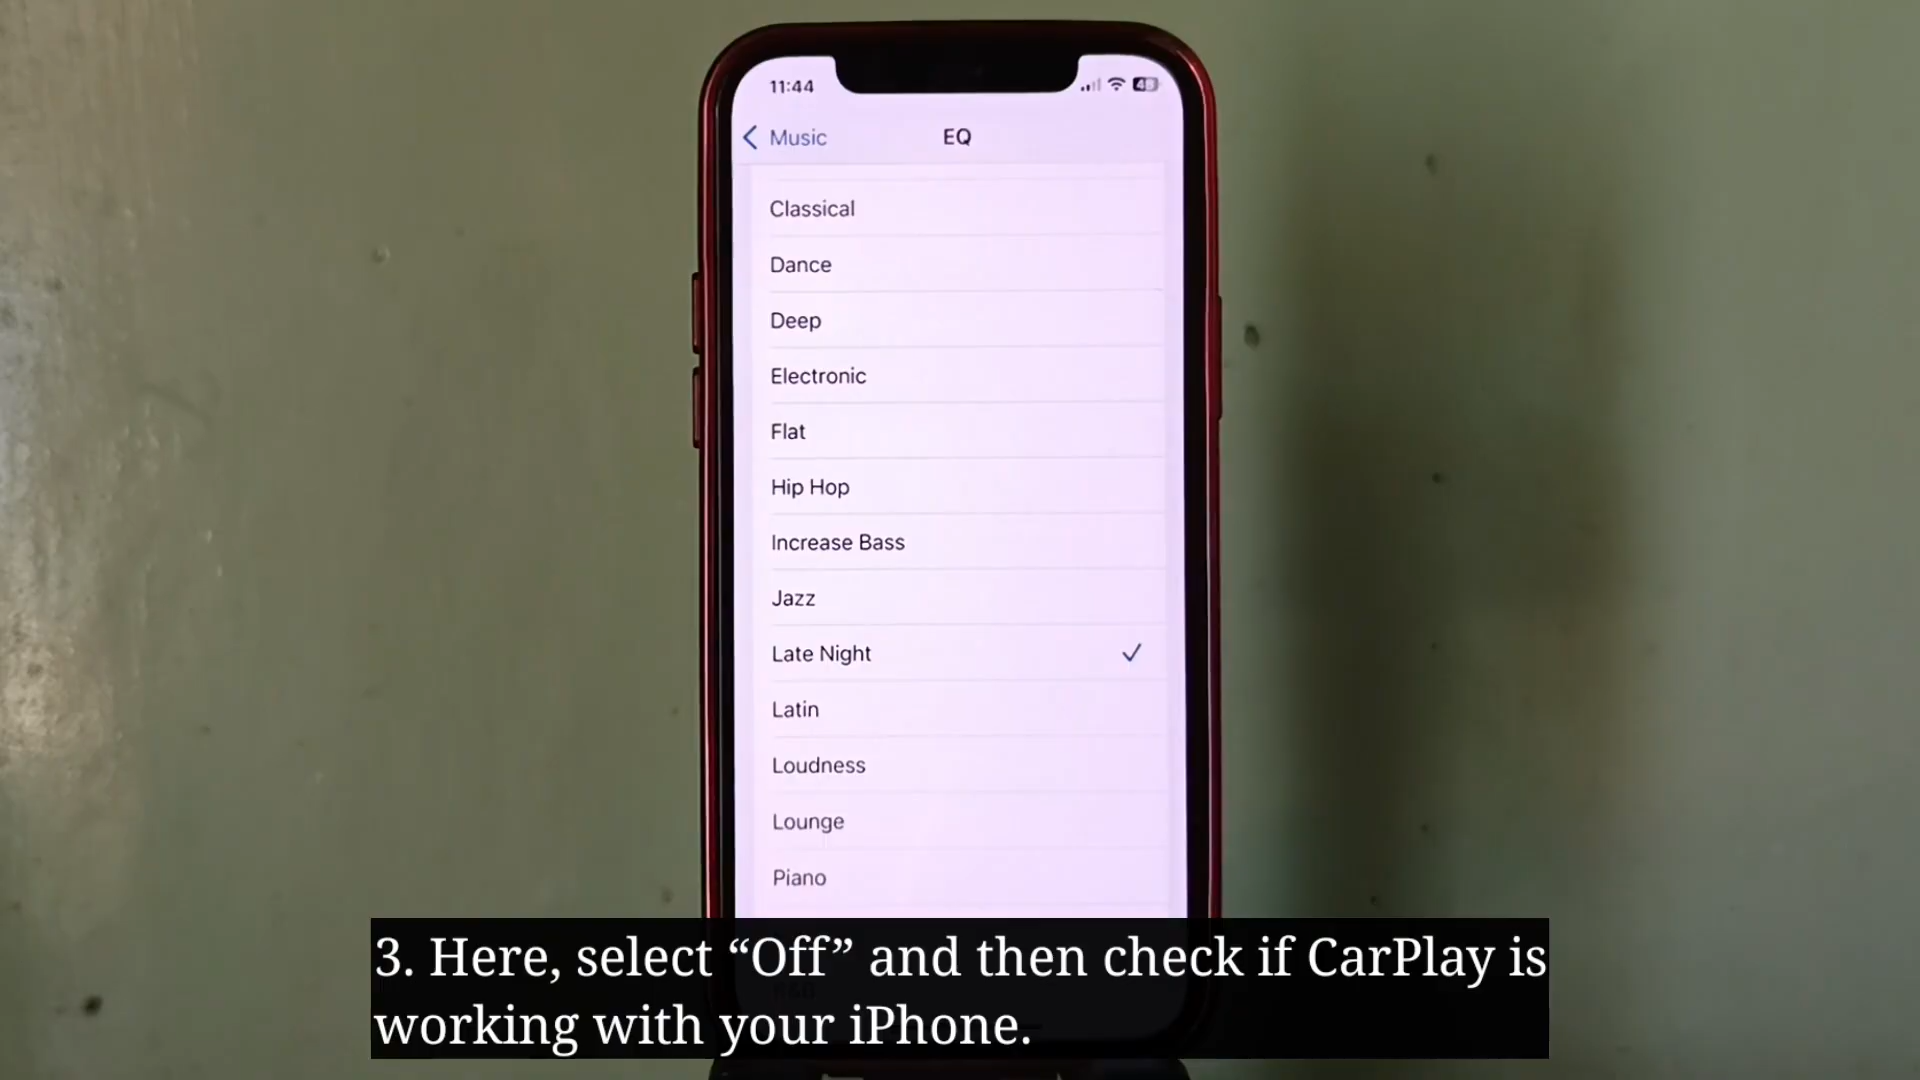 11:44
Music
EQ
Classical
Dance
Deep
Electronic
Flat
Hip Hop
Increase Bass
Jazz
Late Night
Latin
Loudness
Lounge
Piano
R&B
3. Here, select “Off” and then check if CarPlay is
working with your iPhone.